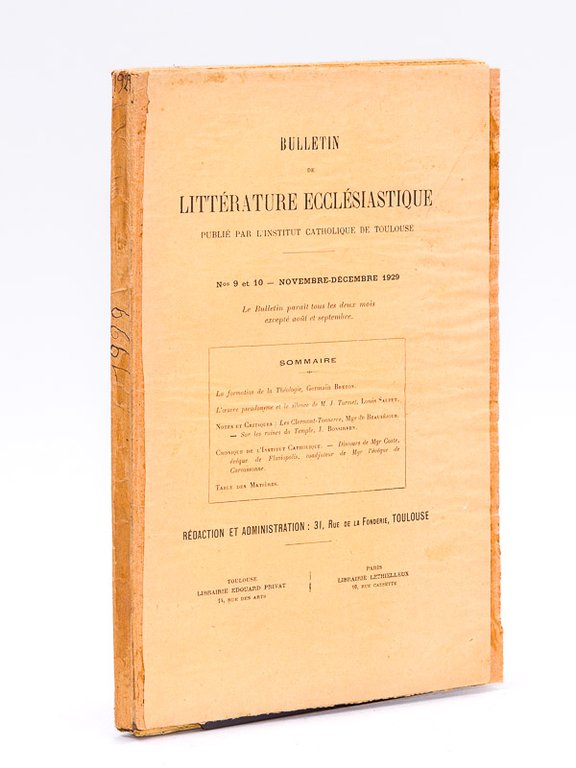 BULLETIN
DE
LITTÉRATURE ECCLÉSIASTIQUE
PUBLIÉ PAR L'INSTITUT CATHOLIQUE DE TOULOUSE
Nos 9 et 10 — NOVEMBRE-DÉCEMBRE 1929
Le Bulletin paraît tous les deux mois
excepté août et septembre.
SOMMAIRE
La formation de la Théologie, Germain BRETON.
L'œuvre pseudonyme et le silence de M. J. Turmel, Louis SALTET.
NOTES ET CRITIQUES : Les Clermont-Tonnerre, Mgr DE BEAUSÉJOUR.
— Sur les ruines du Temple, J. BONSIRVEN.
CHRONIQUE DE L'INSTITUT CATHOLIQUE. — Discours de Mgr Coste,
évêque de Flaviopolis, coadjuteur de Mgr l'évêque de
Carcassonne.
TABLE DES MATIÈRES.
RÉDACTION ET ADMINISTRATION : 31, RUE DE LA FONDERIE, TOULOUSE
TOULOUSE
LIBRAIRIE EDOUARD PRIVAT
14, RUE DES ARTS
PARIS
LIBRAIRIE LETHIELLEUX
10, RUE CASSETTE